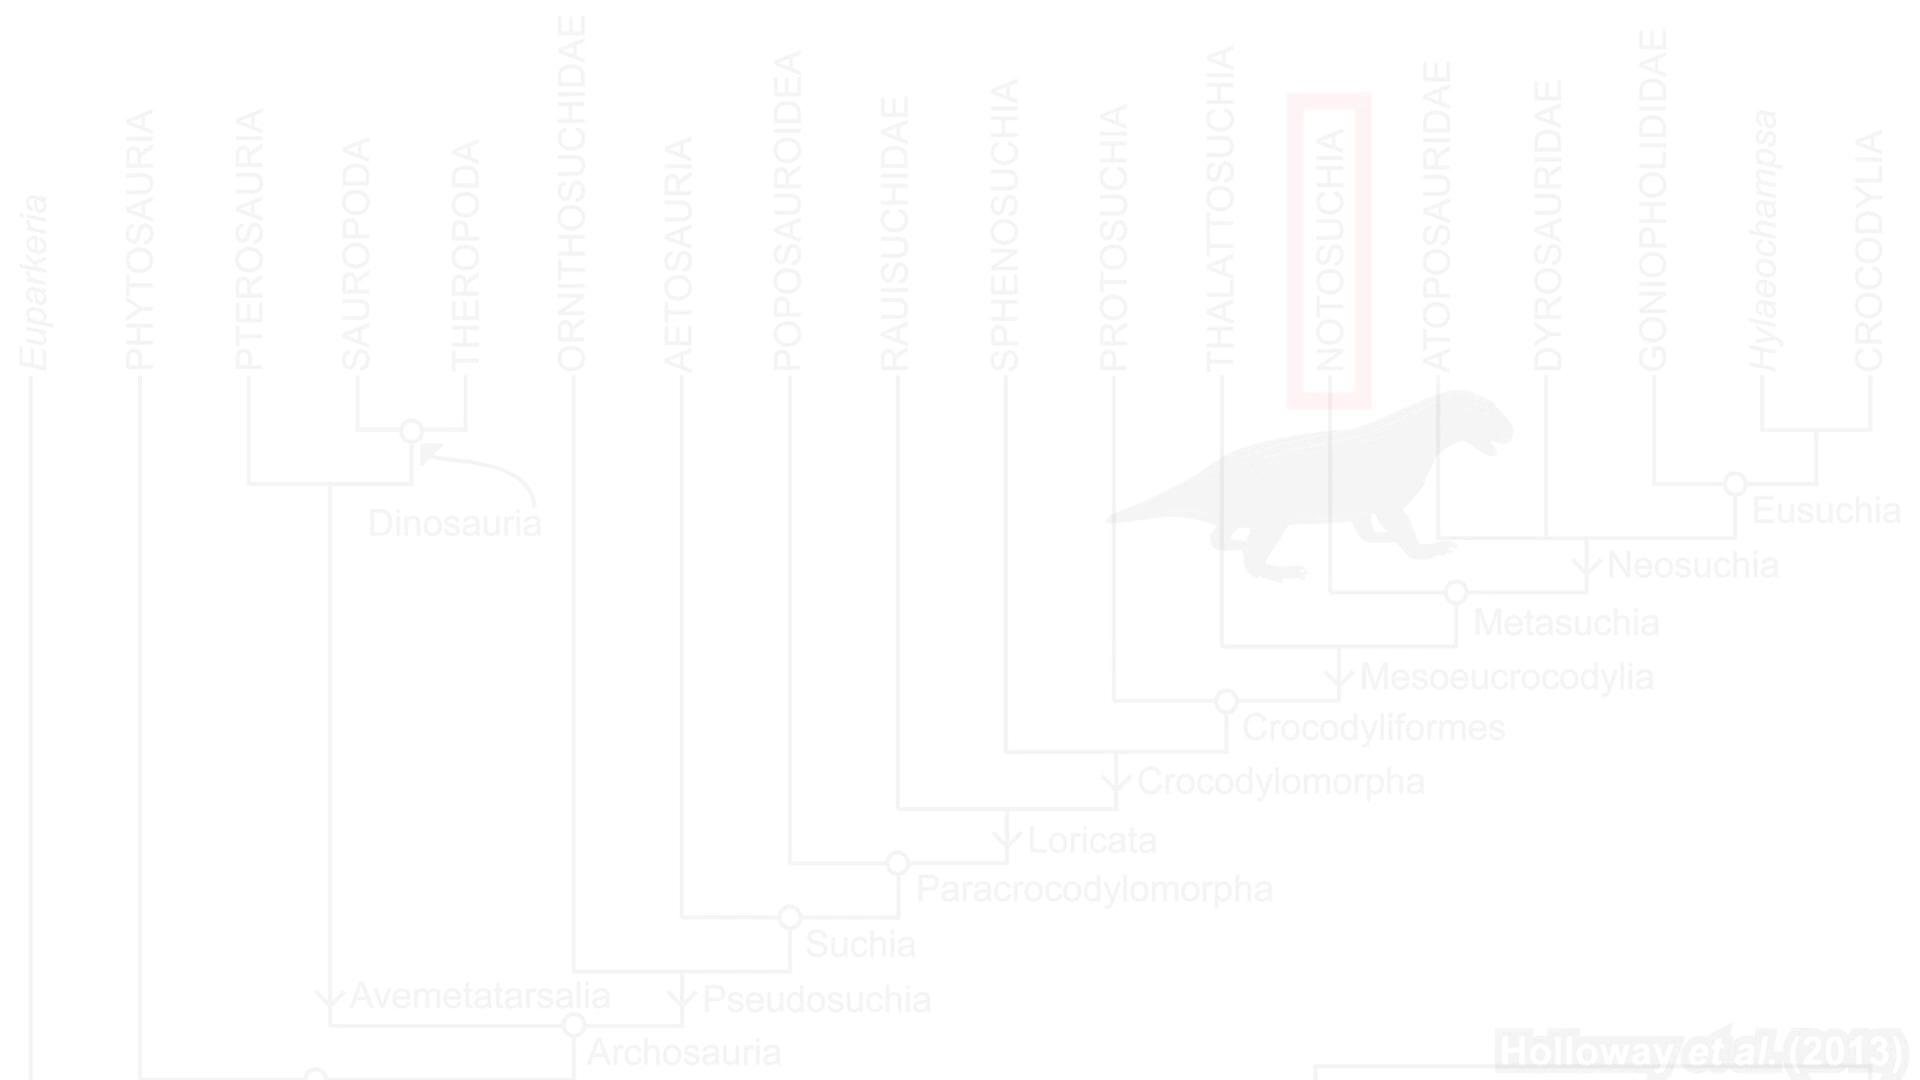 Euparkeria
PHYTOSAURIA
PTEROSAURIA
SAUROPODA
THEROPODA
ORNITHOSUCHIDAE
AETOSAURIA
POPOSAUROIDEA
RAUISUCHIDAE
SPHENOSUCHIA
PROTOSUCHIA
THALATTOSUCHIA
NOTOSUCHIA
ATOPOSAURIDAE
DYROSAURIDAE
GONIOPHOLIDIDAE
Hylaeochampsa
CROCODYLIA
Dinosauria
Eusuchia
Neosuchia
Metasuchia
Mesoeucrocodylia
Crocodyliformes
Crocodylomorpha
Loricata
Paracrocodylomorpha
Suchia
Avemetatarsalia
Pseudosuchia
Archosauria
Holloway et al. (2013)